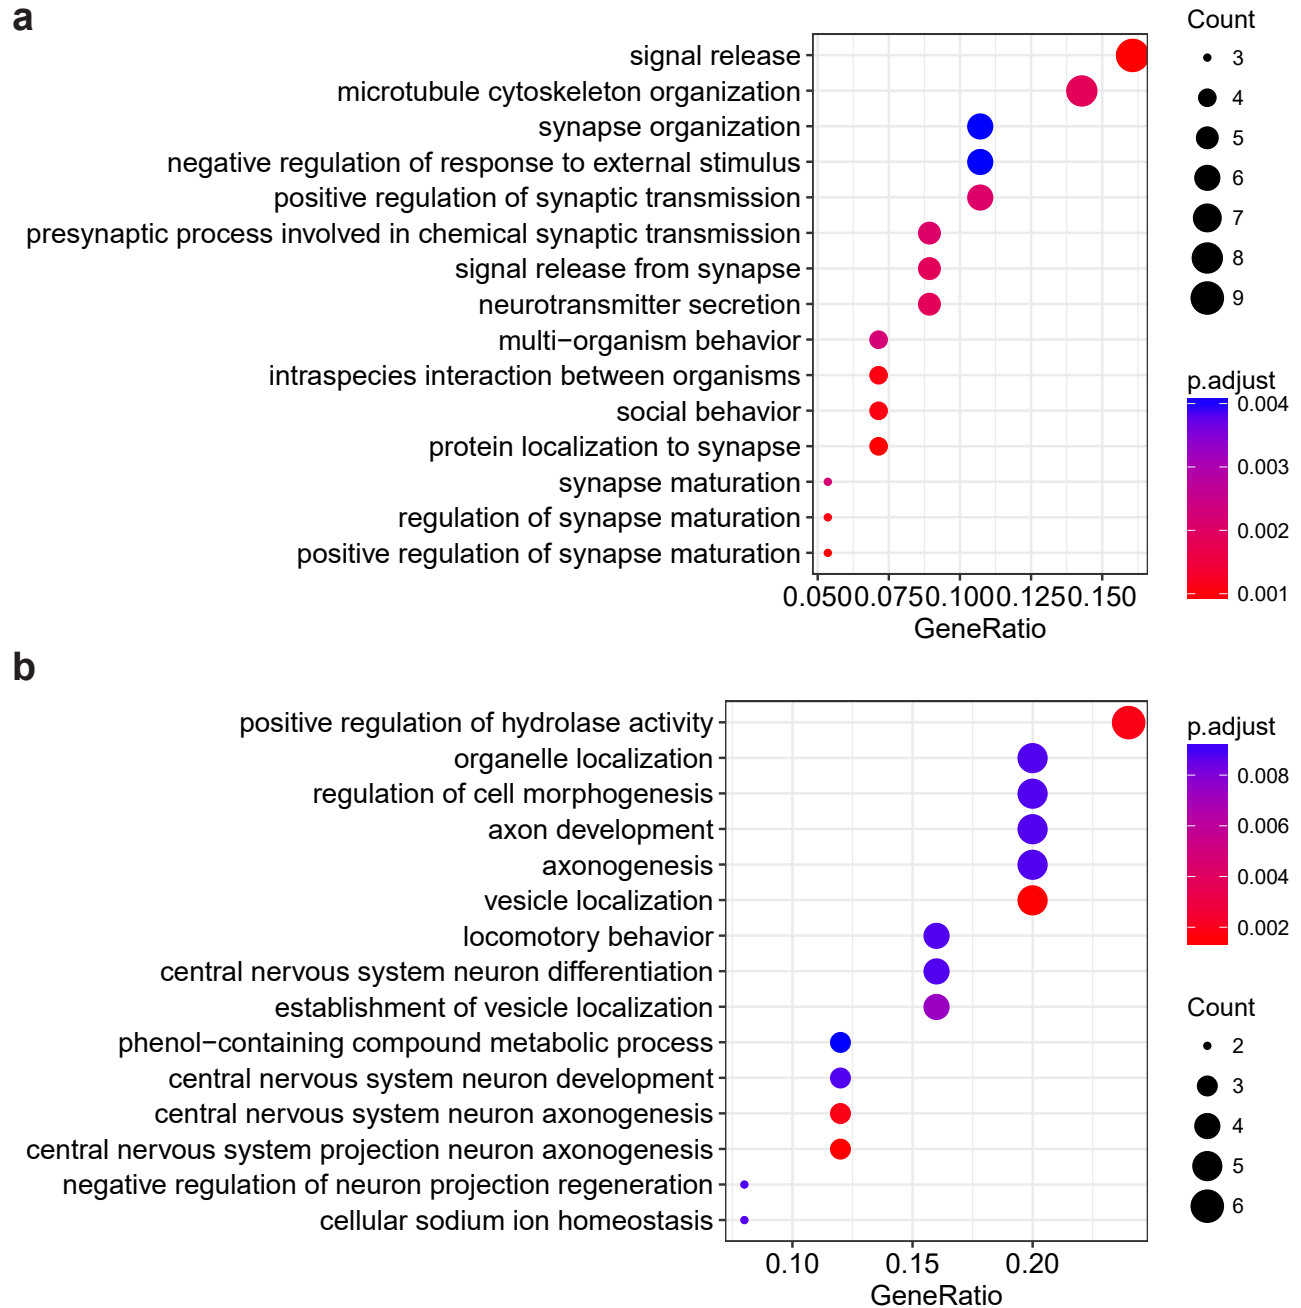 a
signal release
microtubule cytoskeleton organization
synapse organization
negative regulation of response to external stimulus
positive regulation of synaptic transmission
presynaptic process involved in chemical synaptic transmission
signal release from synapse
neurotransmitter secretion
multi−organism behavior
intraspecies interaction between organisms
social behavior
protein localization to synapse
synapse maturation
regulation of synapse maturation
positive regulation of synapse maturation
0.050 0.075 0.100 0.125 0.150
GeneRatio
Count
3
4
5
6
7
8
9
p.adjust
0.004
0.003
0.002
0.001
b
positive regulation of hydrolase activity
organelle localization
regulation of cell morphogenesis
axon development
axonogenesis
vesicle localization
locomotory behavior
central nervous system neuron differentiation
establishment of vesicle localization
phenol−containing compound metabolic process
central nervous system neuron development
central nervous system neuron axonogenesis
central nervous system projection neuron axonogenesis
negative regulation of neuron projection regeneration
cellular sodium ion homeostasis
0.10 0.15 0.20
GeneRatio
p.adjust
0.008
0.006
0.004
0.002
Count
2
3
4
5
6